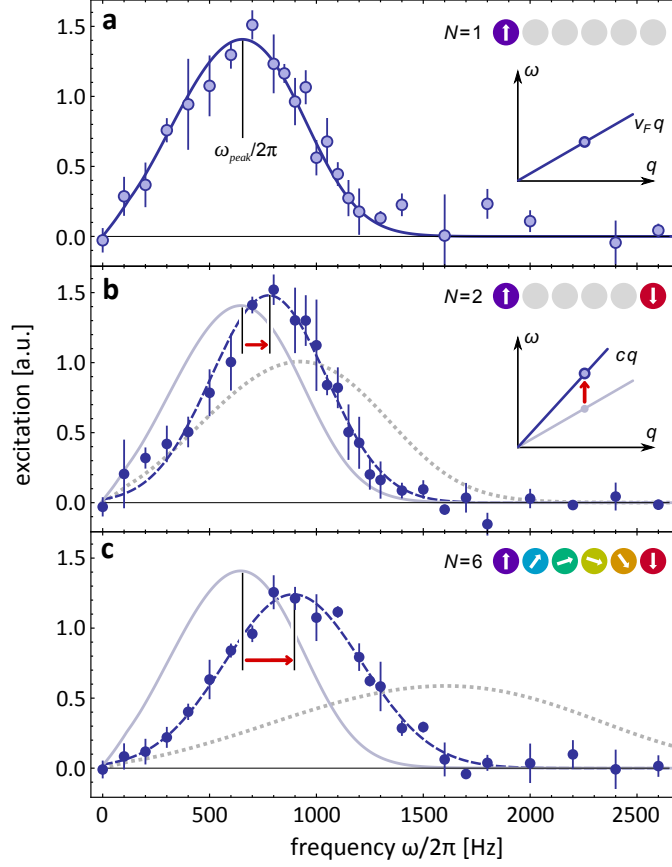 a
N=1
1.5
1.0
0.5
0.0
ω_peak/2π
ω
v_F q
q
b
N=2
1.5
1.0
0.5
0.0
ω
cq
q
excitation [a.u.]
c
N=6
1.5
1.0
0.5
0.0
0 500 1000 1500 2000 2500
frequency ω/2π [Hz]